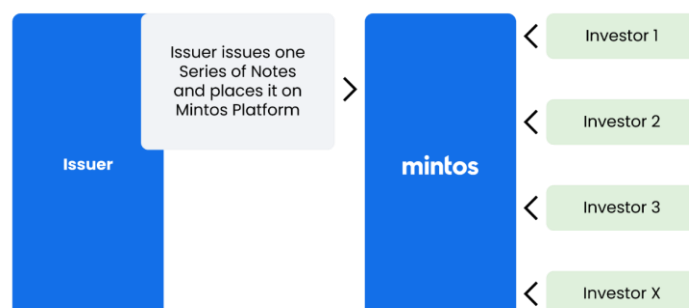 Issuer
Issuer issues one
Series of Notes
and places it on
Mintos Platform
mintos
Investor 1
Investor 2
Investor 3
Investor X